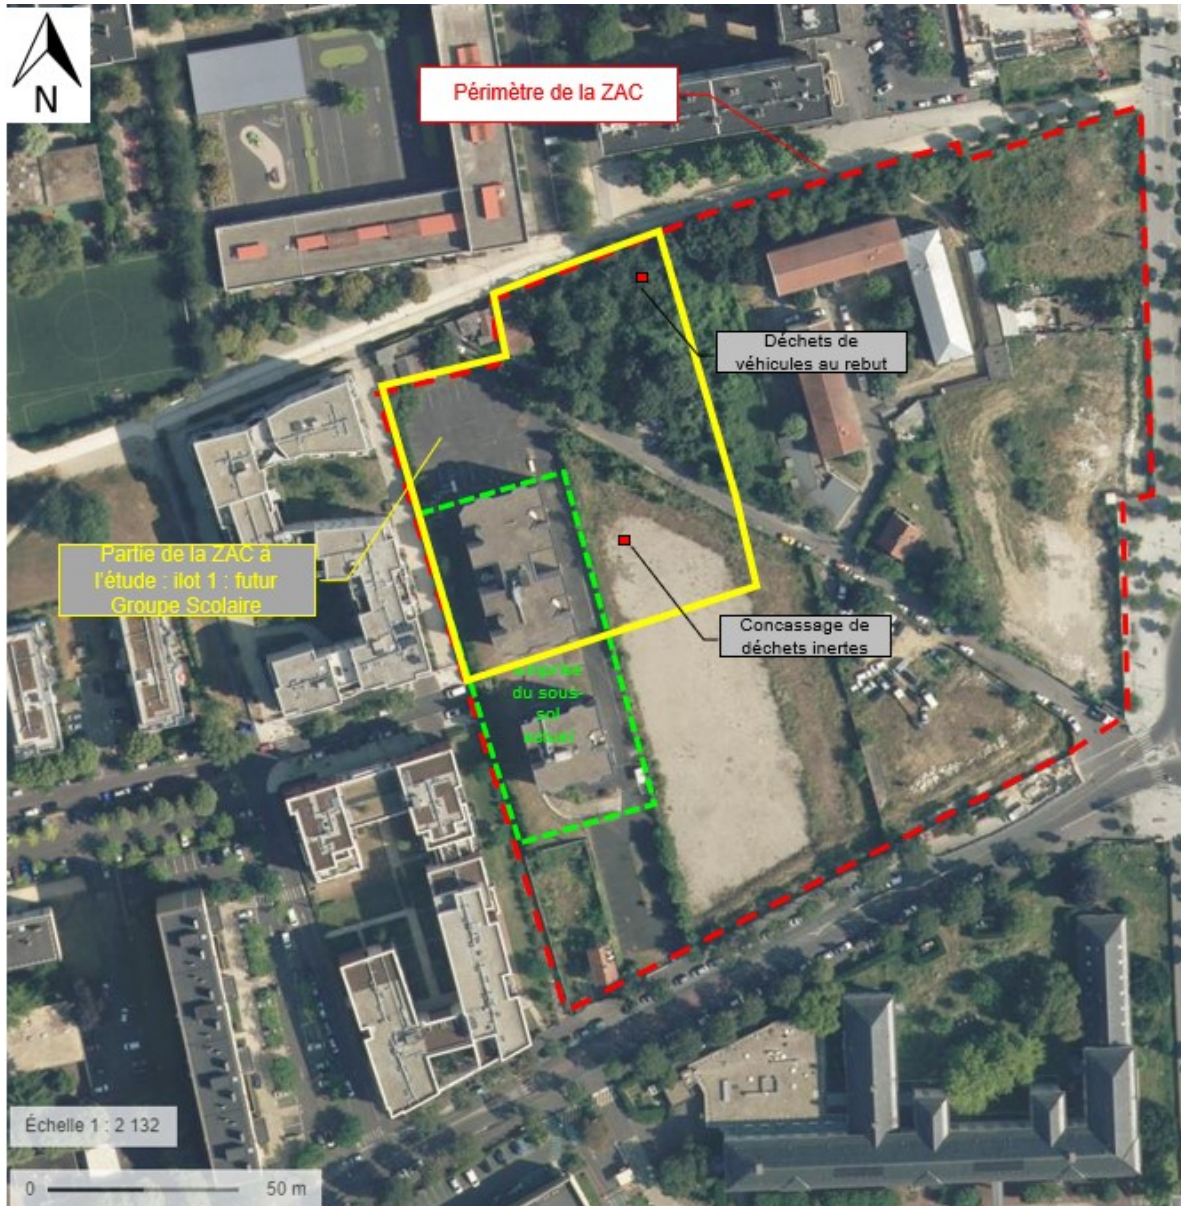 N
Périmètre de la ZAC
Déchets de
véhicules au rebut
Partie de la ZAC à
l'étude : ilot 1 : futur
Groupe Scolaire
Concassage de
déchets inertes
du sous-
sol
Échelle 1 : 2 132
0 50 m